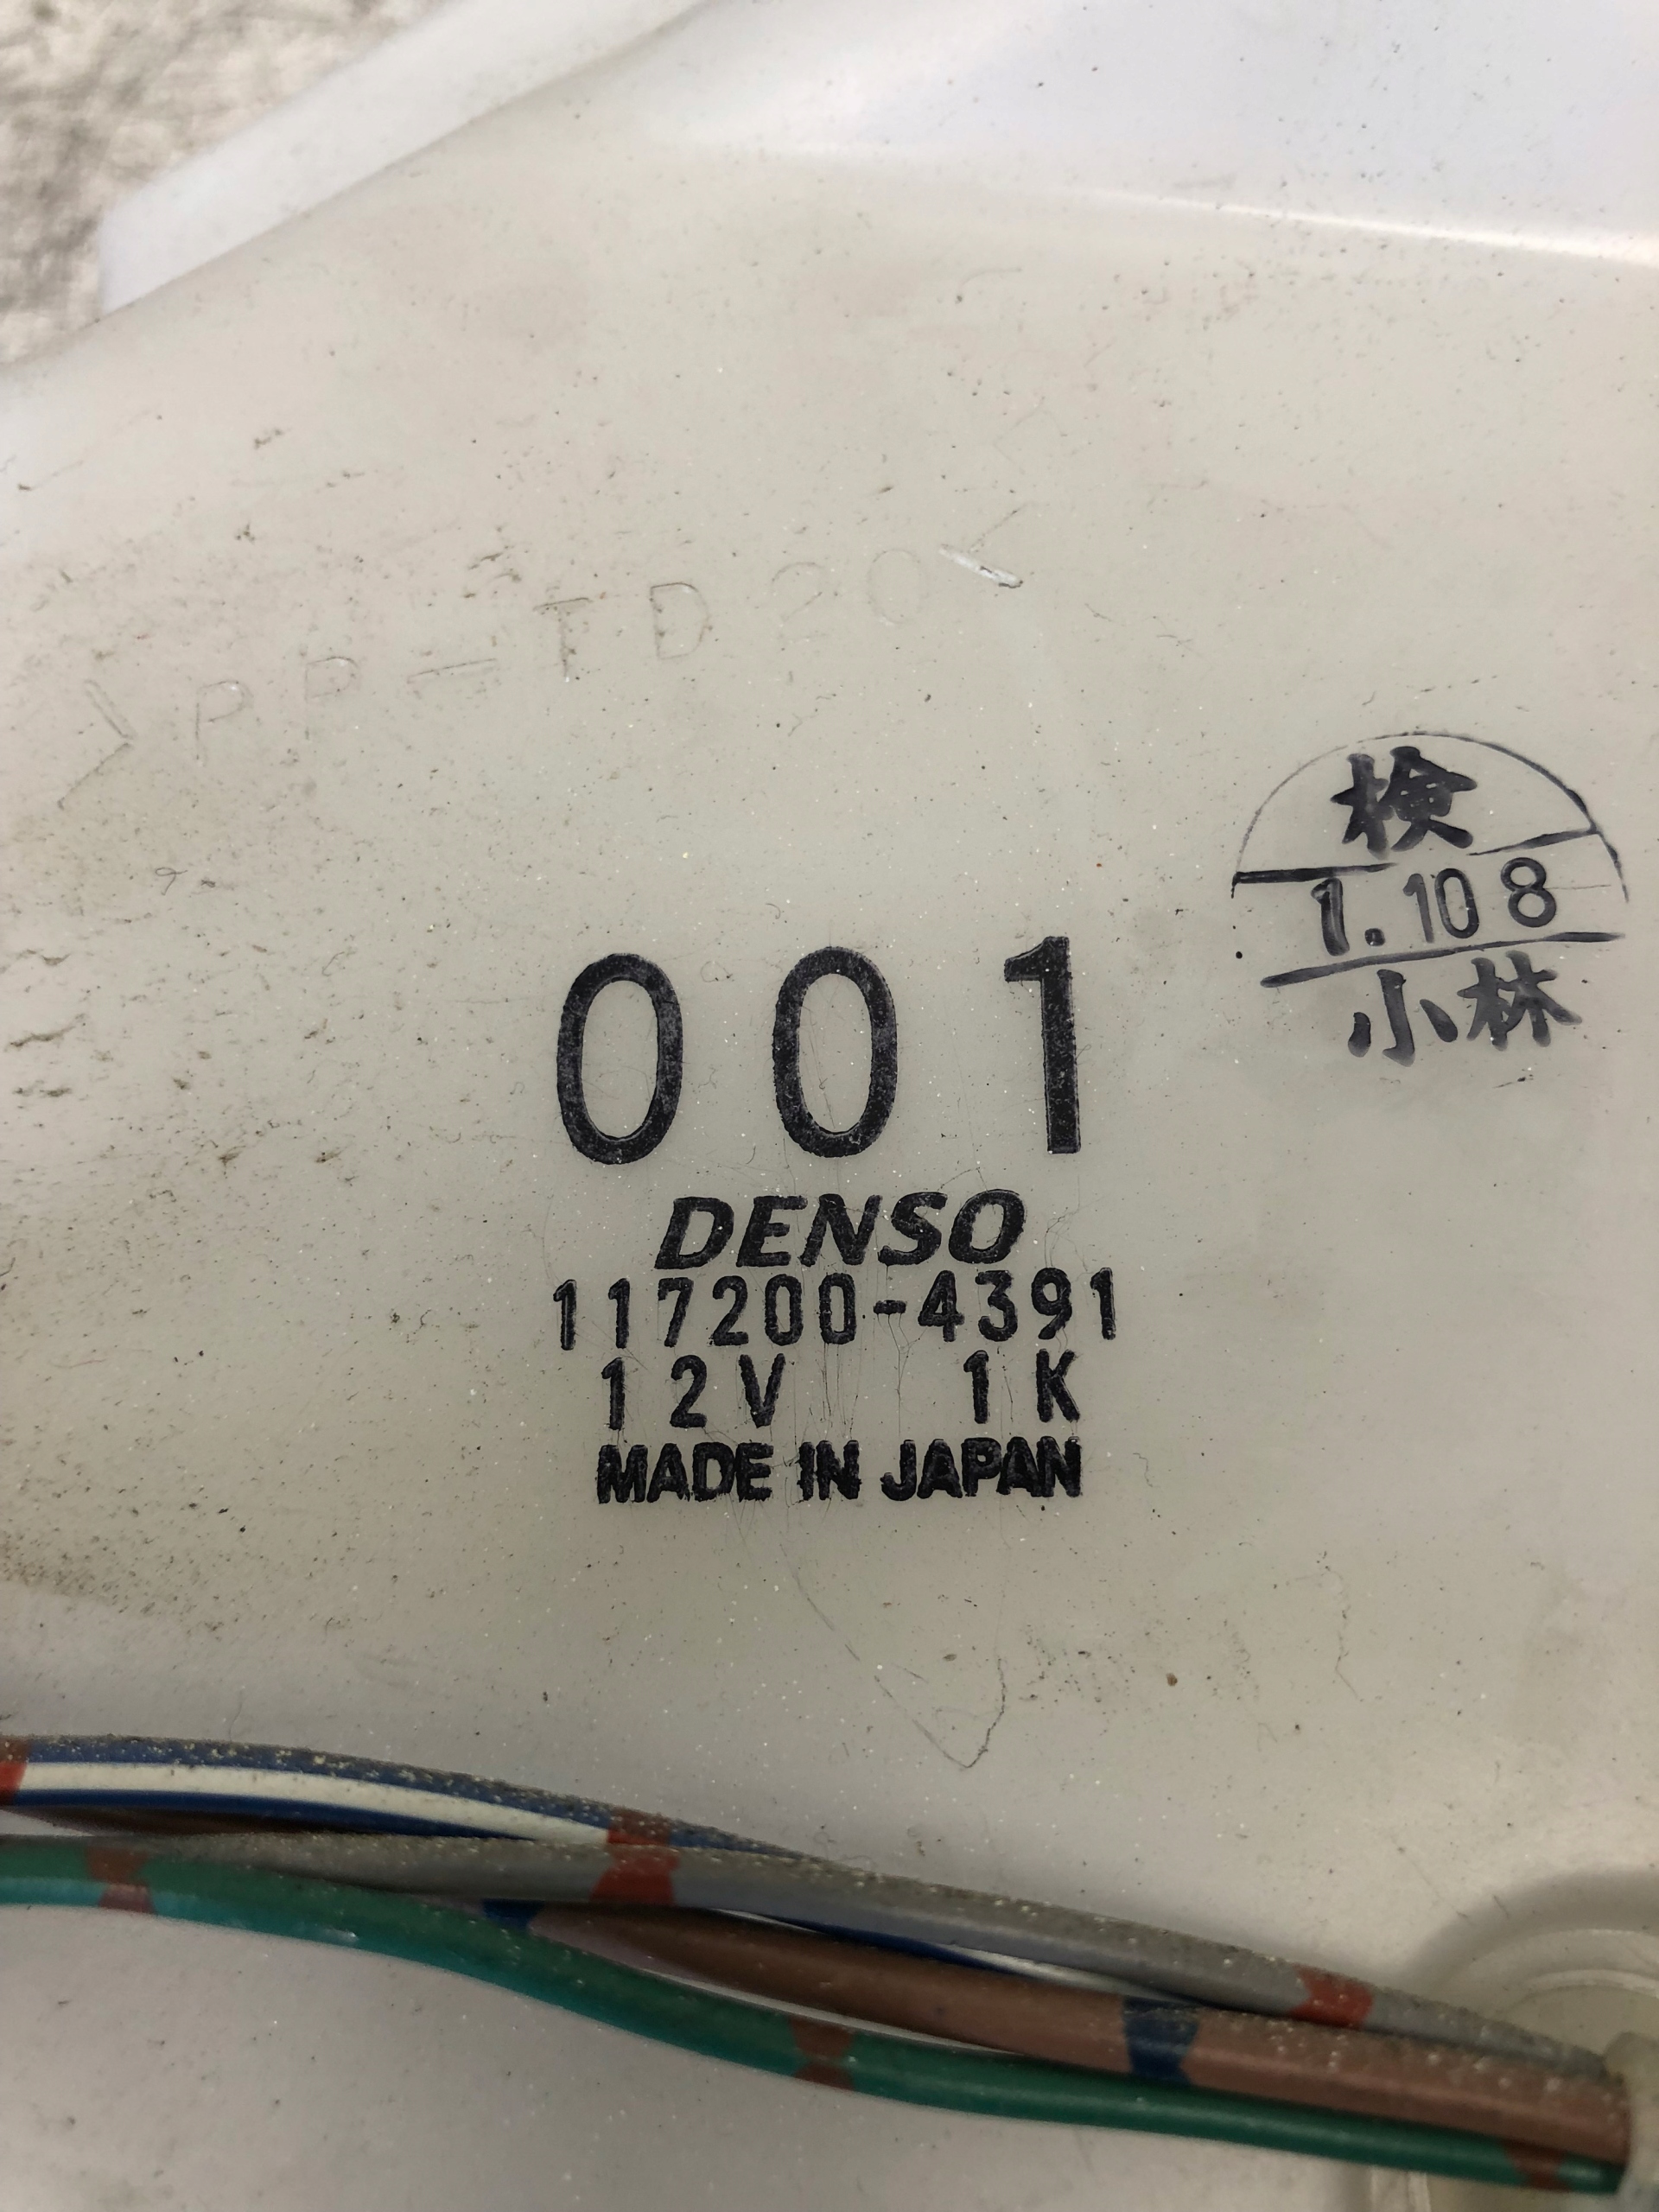 >PP-TD20<
検
1.10 8
小林
001
DENSO
117200-4391
12V 1K
MADE IN JAPAN